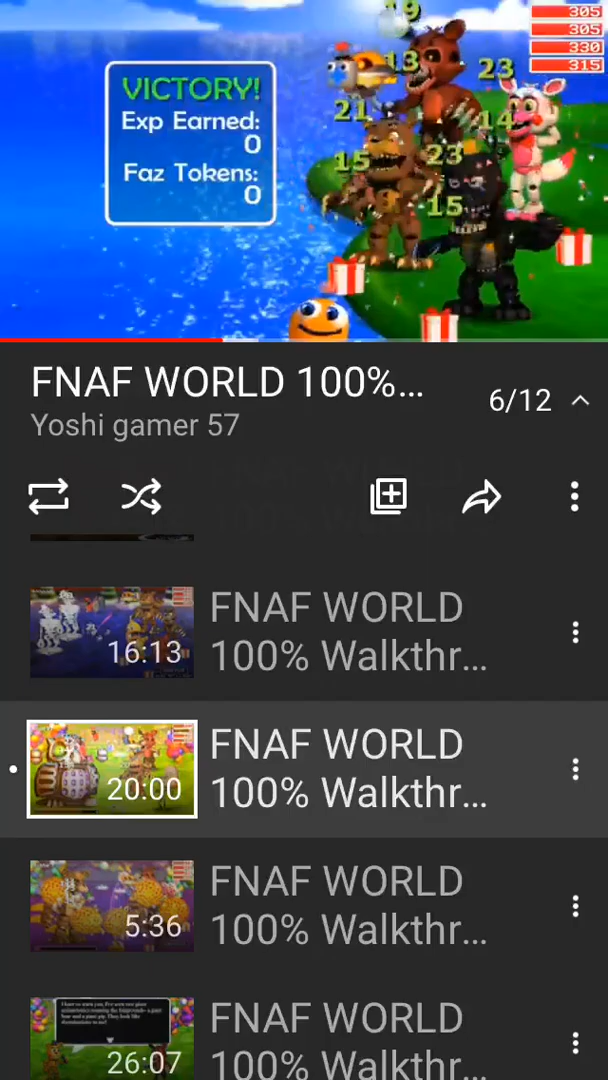 305
305
330
315
19
13
23
21
14
15
23
15
VICTORY!
Exp Earned:
0
Faz Tokens:
0
FNAF WORLD 100%...
Yoshi gamer 57
6/12
FNAF WORLD
100% Walkthr...
16:13
FNAF WORLD
100% Walkthr...
20:00
FNAF WORLD
100% Walkthr...
5:36
FNAF WORLD
100% Walkthr...
26:07